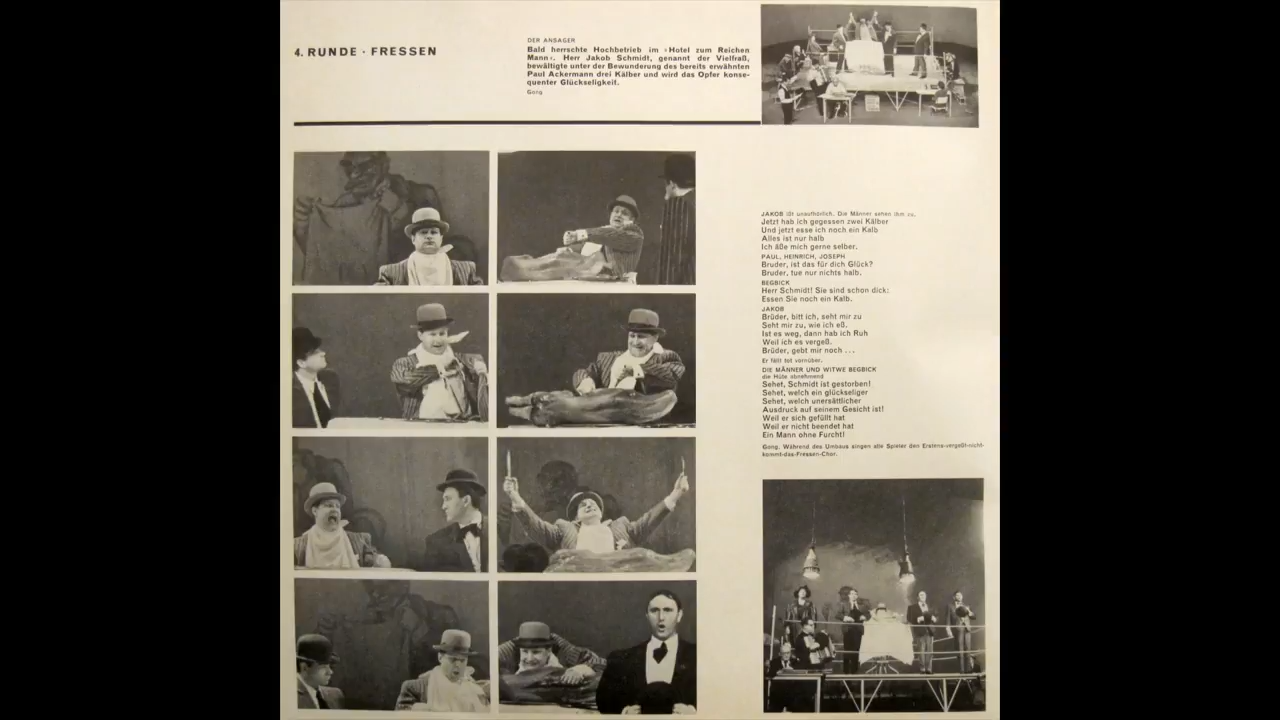 4. RUNDE · FRESSEN
DER ANSAGER
Bald herrschte Hochbetrieb im ›Hotel zum Reichen
Mann‹. Herr Jakob Schmidt, genannt der Vielfraß,
bewältigte unter der Bewunderung des bereits erwähnten
Paul Ackermann drei Kälber und wird das Opfer konse-
quenter Glückseligkeit.
Gong.
JAKOB ißt unaufhörlich. Die Männer sehen ihm zu.
Jetzt hab ich gegessen zwei Kälber
Und jetzt esse ich noch ein Kalb
Alles ist nur halb
Ich äße mich gerne selber.
PAUL, HEINRICH, JOSEPH
Bruder, ist das für dich Glück?
Bruder, tue nur nichts halb.
BEGBICK
Herr Schmidt! Sie sind schon dick:
Essen Sie noch ein Kalb.
JAKOB
Brüder, bitt ich, seht mir zu
Seht mir zu, wie ich eß.
Ist es weg, dann hab ich Ruh
Weil ich es vergeß.
Brüder, gebt mir noch ...
Er fällt tot vornüber.
DIE MÄNNER UND WITWE BEGBICK
die Hüte abnehmend
Sehet, Schmidt ist gestorben!
Sehet, welch ein glückseliger
Sehet, welch unersättlicher
Ausdruck auf seinem Gesicht ist!
Weil er sich gefüllt hat
Weil er nicht beendet hat
Ein Mann ohne Furcht!
Gong. Während des Umbaus singen alle Spieler den Erstens-vergeßt-nicht-
kommt-das-Fressen-Chor.